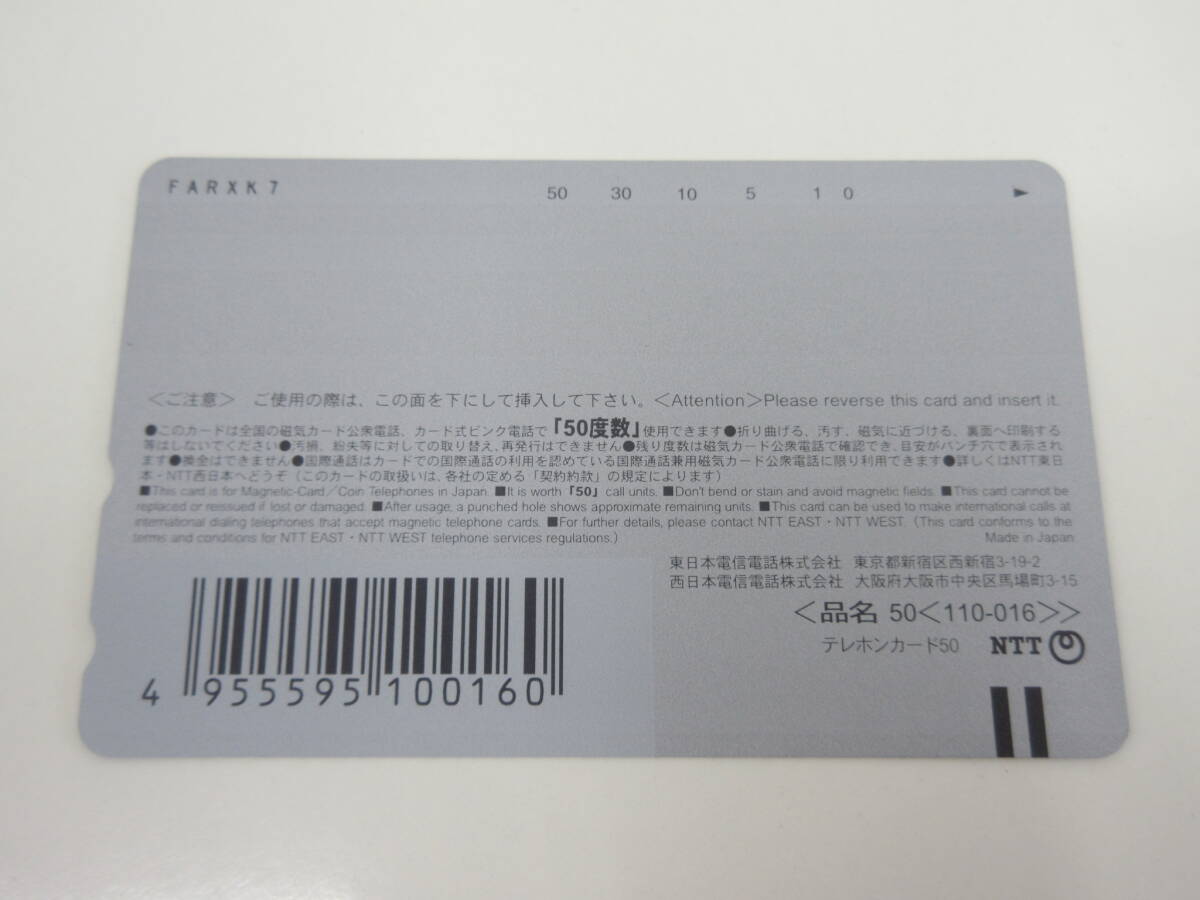 FARXK7
50 30 10 5 1 0 ►
＜ご注意＞ ご使用の際は、この面を下にして挿入して下さい。＜Attention＞Please reverse this card and insert it.
●このカードは全国の磁気カード公衆電話、カード式ピンク電話で「50度数」使用できます●折り曲げる、汚す、磁気に近づける、裏面へ印刷する
等はしないでください●汚損、紛失等に対しての取り替え、再発行はできません●残り度数は磁気カード公衆電話で確認でき、目安がパンチ穴で表示され
ます●換金はできません●国際通話はカードでの国際通話の利用を認めている国際通話兼用磁気カード公衆電話に限り利用できます●詳しくはNTT東日
本・NTT西日本へどうぞ（このカードの取扱いは、各社の定める「契約約款」の規定によります）
■This card is for Magnetic-Card／Coin Telephones in Japan. ■It is worth「50」call units. ■Don't bend or stain and avoid magnetic fields. ■This card cannot be
replaced or reissued if lost or damaged. ■After usage, a punched hole shows approximate remaining units. ■This card can be used to make international calls at
international dialing telephones that accept magnetic telephone cards. ■For further details, please contact NTT EAST・NTT WEST. (This card conforms to the
terms and conditions for NTT EAST・NTT WEST telephone services regulations.) Made in Japan
東日本電信電話株式会社 東京都新宿区西新宿3-19-2
西日本電信電話株式会社 大阪府大阪市中央区馬場町3-15
＜品名 50＜110-016＞＞
テレホンカード50 NTT
4 955595 100160